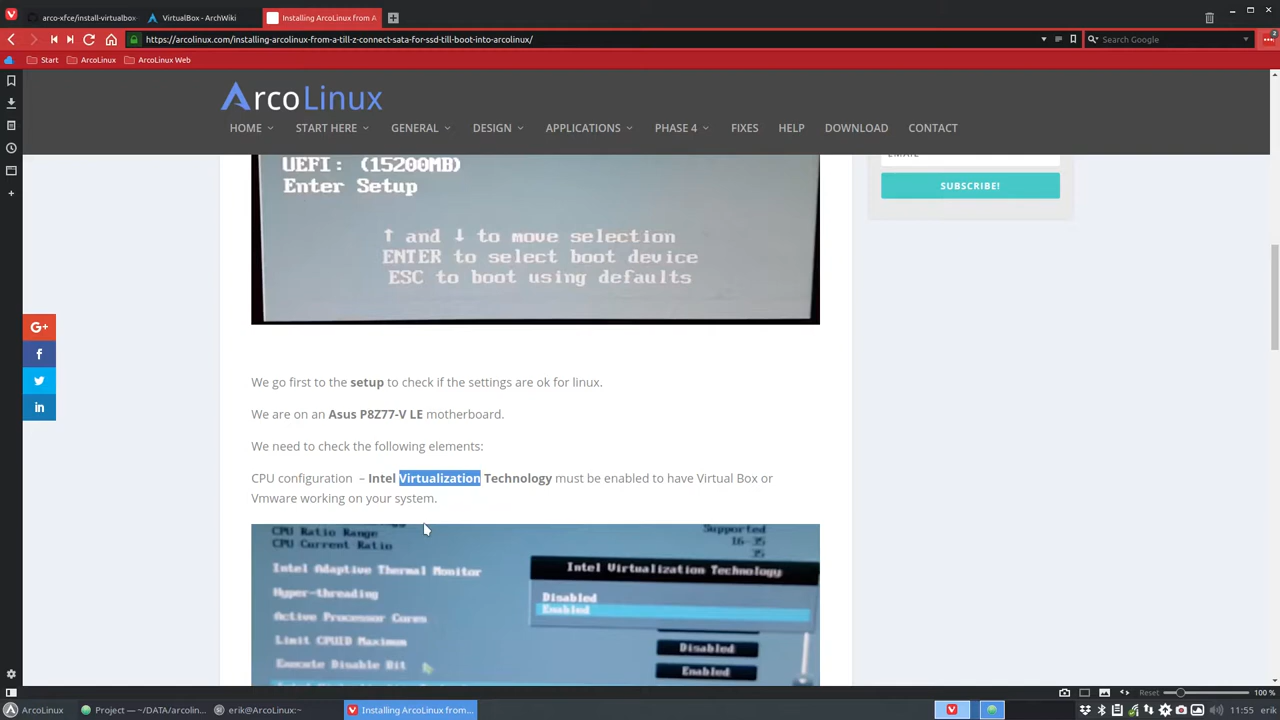 arco-xfce/install-virtualbox-
VirtualBox - ArchWiki
Installing ArcoLinux from A
https://arcolinux.com/installing-arcolinux-from-a-till-z-connect-sata-for-ssd-till-boot-into-arcolinux/
Search Google
2
Start
ArcoLinux
ArcoLinux Web
ArcoLinux
HOME
START HERE
GENERAL
DESIGN
APPLICATIONS
PHASE 4
FIXES
HELP
DOWNLOAD
CONTACT
UEFI: (15200MB)
Enter Setup
EMAIL
SUBSCRIBE!
↑ and ↓ to move selection
ENTER to select boot device
ESC to boot using defaults
G+
We go first to the setup to check if the settings are ok for linux.
We are on an Asus P8Z77-V LE motherboard.
We need to check the following elements:
CPU configuration – Intel Virtualization Technology must be enabled to have Virtual Box or
Vmware working on your system.
CPU Ratio Range
CPU Current Ratio
Intel Adaptive Thermal Monitor
Hyper-threading
Active Processor Cores
Limit CPUID Maximum
Execute Disable Bit
Supported
16-35
35
Intel Virtualization Technology
Disabled
Enabled
Disabled
Enabled
Reset
100 %
ArcoLinux
Project — ~/DATA/arcolin...
erik@ArcoLinux:~
Installing ArcoLinux from...
11:55
erik